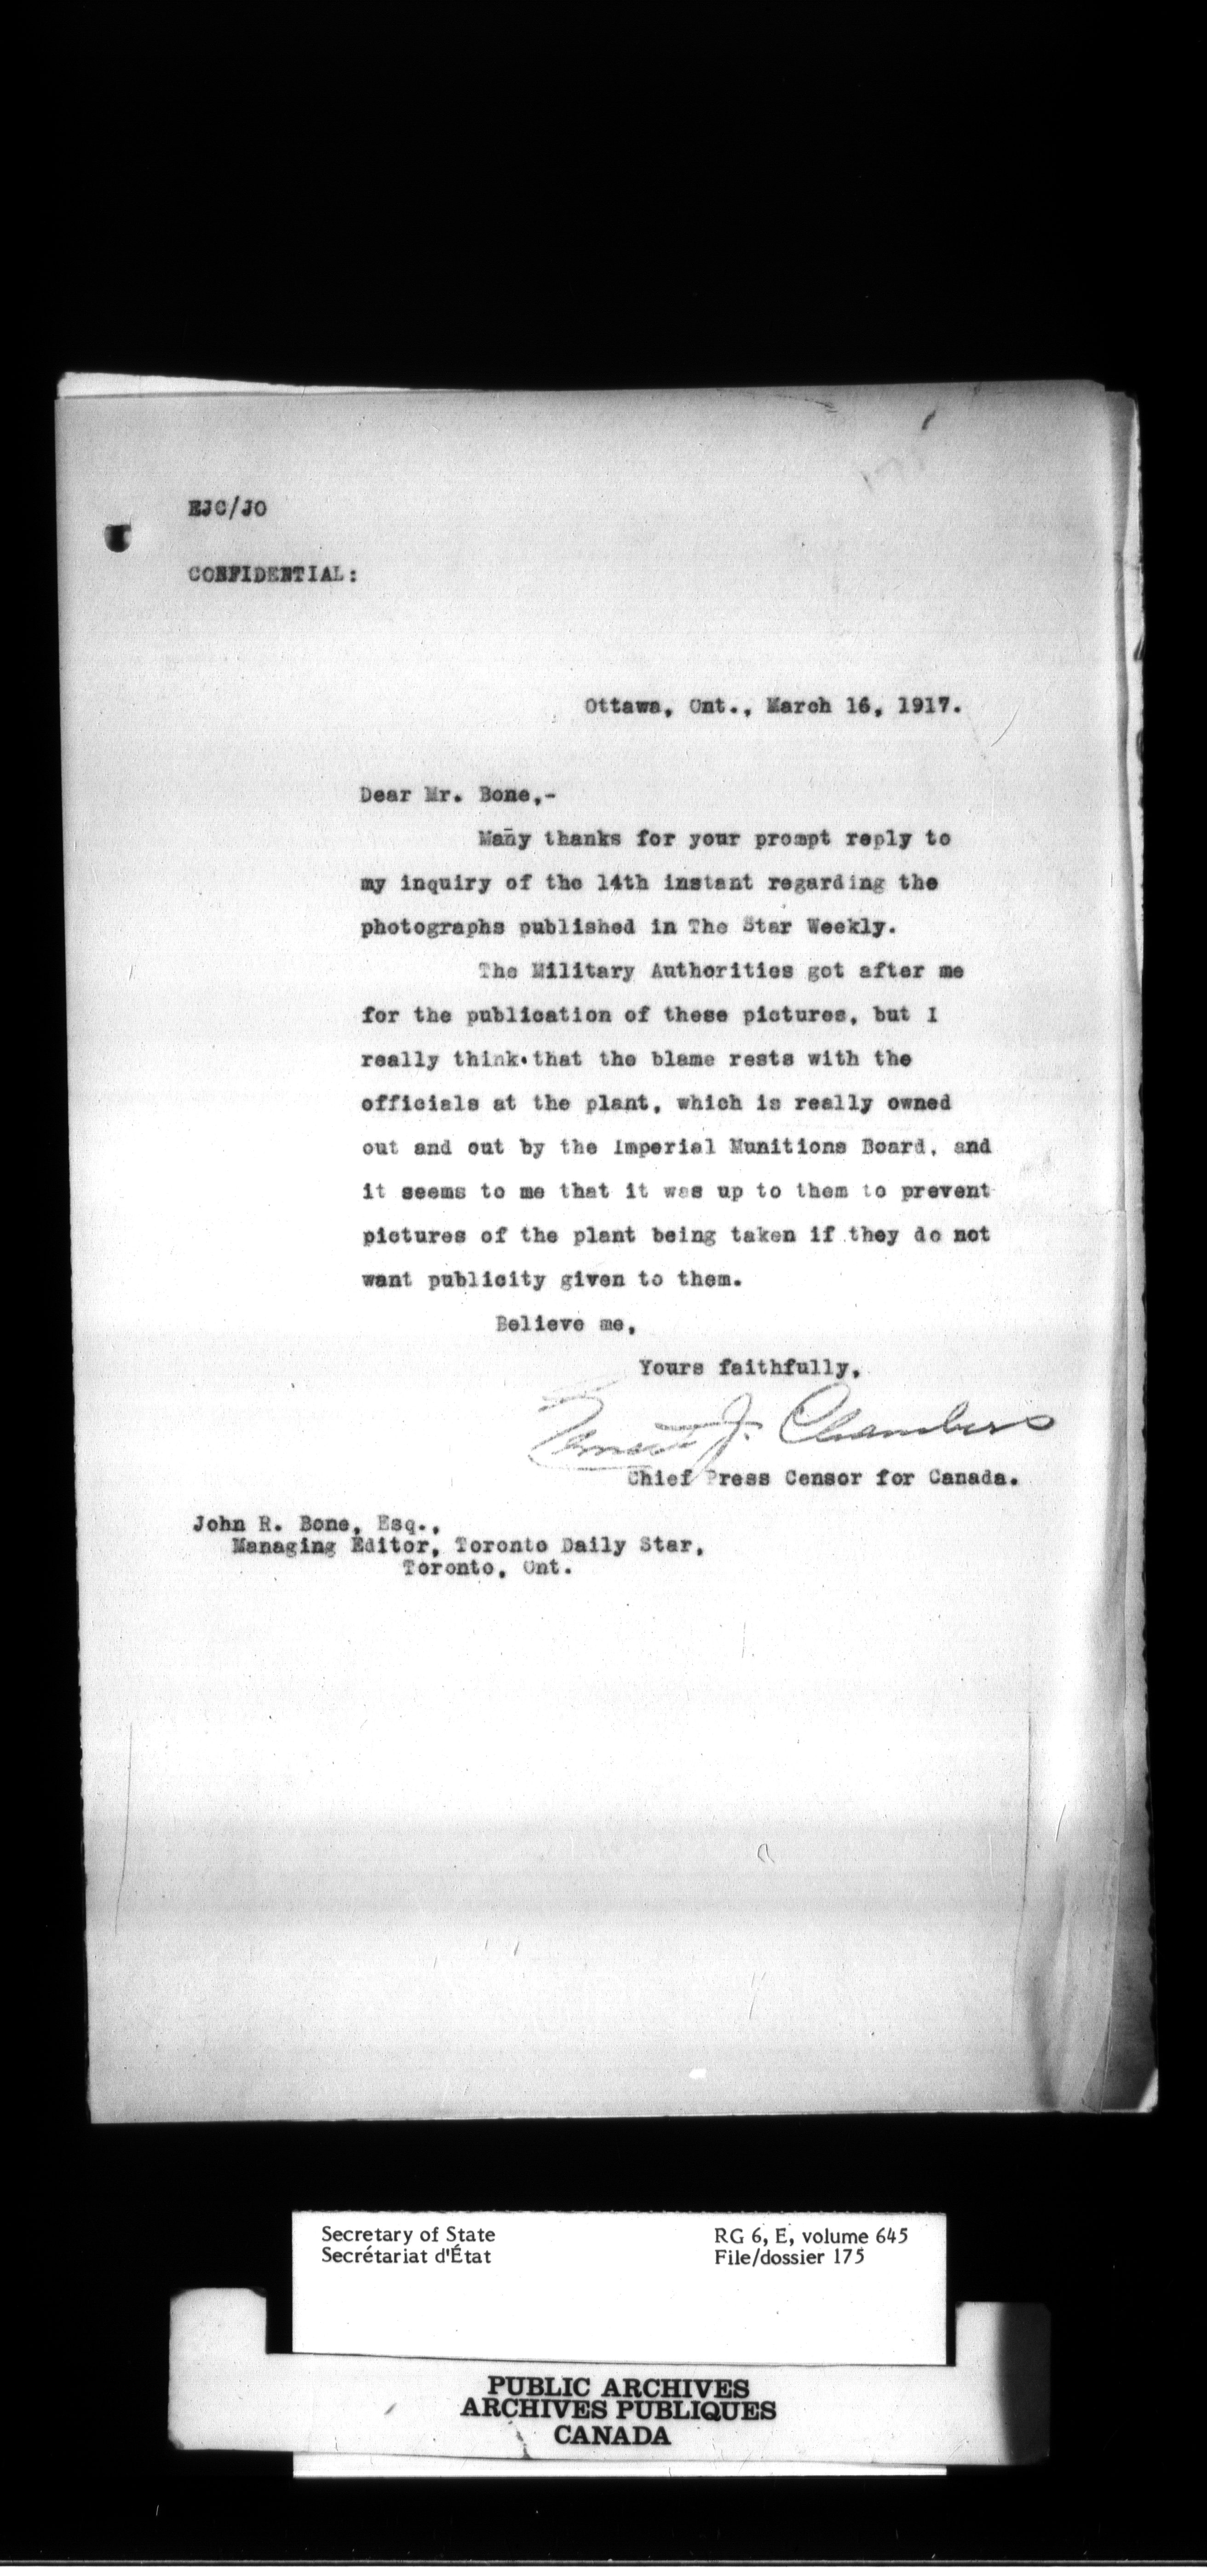 EJC/JO
CONFIDENTIAL:
Ottawa, Ont., March 16, 1917.
Dear Mr. Bone,-
Many thanks for your prompt reply to
my inquiry of the 14th instant regarding the
photographs published in The Star Weekly.
The Military Authorities got after me
for the publication of these pictures, but I
really think that the blame rests with the
officials at the plant, which is really owned
out and out by the Imperial Munitions Board, and
it seems to me that it was up to them to prevent
pictures of the plant being taken if they do not
want publicity given to them.
Believe me,
Yours faithfully,
Ernest J. Chambers
Chief Press Censor for Canada.
John R. Bone, Esq.,
Managing Editor, Toronto Daily Star,
Toronto, Ont.
Secretary of State
Secrétariat d'État
RG 6, E, volume 645
File/dossier 175
PUBLIC ARCHIVES
ARCHIVES PUBLIQUES
CANADA